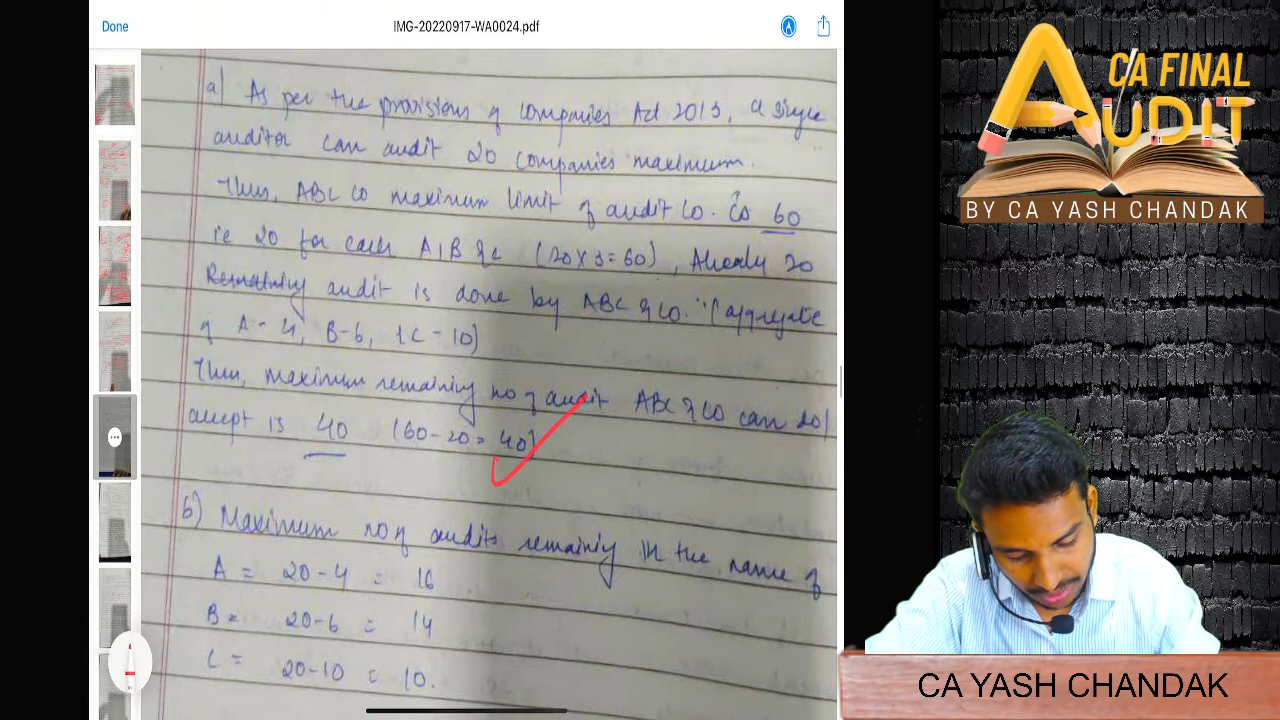 Done
IMG-20220917-WA0024.pdf
a) As per the provisions of Companies Act 2013, a single
auditor can audit 20 companies maximum.
Thus, ABC CO maximum limit of audit Co. is 60
ie 20 for each A, B & C (20 x 3 = 60), Already 20
Remaining audit is done by ABC & CO. (aggregate
of A - 4, B - 6, & C - 10)
Thus, maximum remaining no of audit ABC & CO can do/
accept is 40 (60 - 20 = 40)
b) Maximum no of audits remaining in the name of
A = 20 - 4 = 16
B = 20 - 6 = 14
C = 20 - 10 = 10.
CA FINAL
AUDIT
BY CA YASH CHANDAK
CA YASH CHANDAK